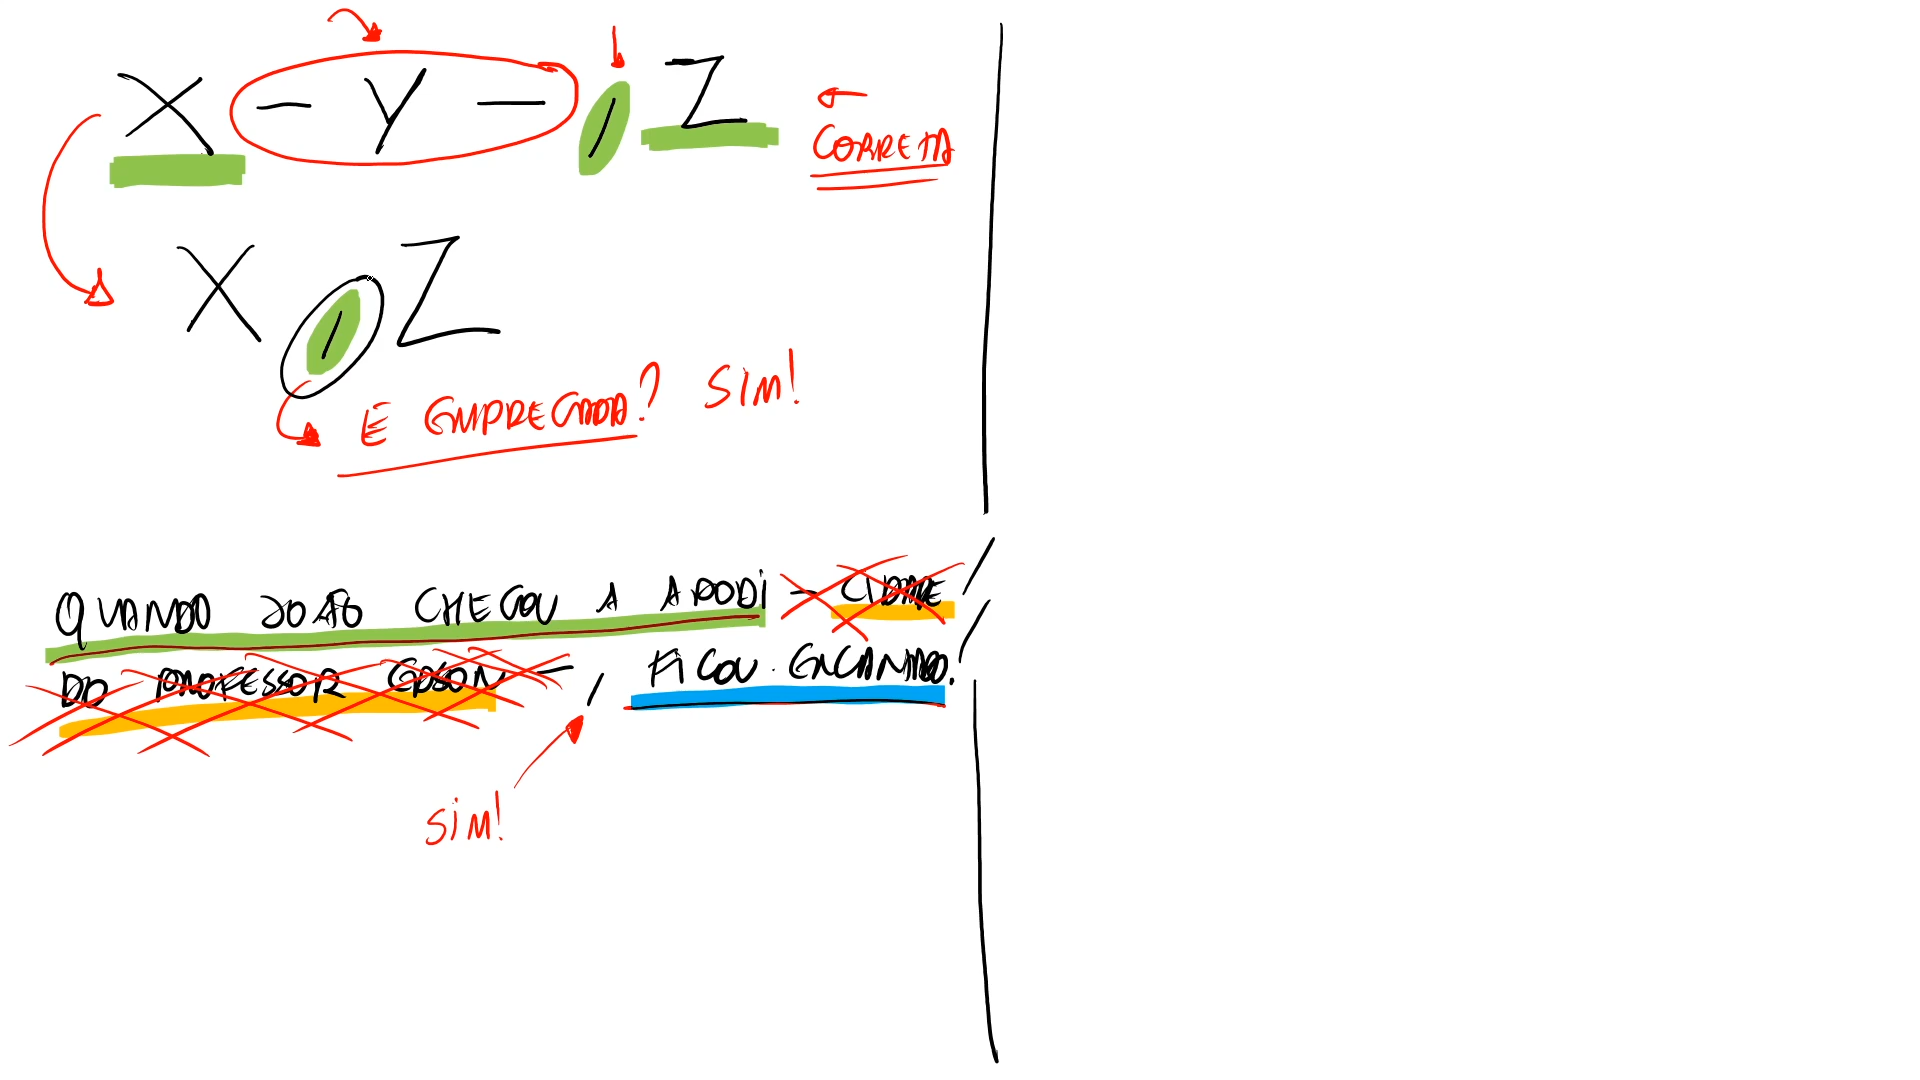 X — Y — , Z
CORRETA
X , Z
É EMPREGADA? SIM!
QUANDO JOÃO CHEGOU A APODI — CIDADE
DO PROFESSOR EDSON — , FICOU ENCANTADO.
SIM!